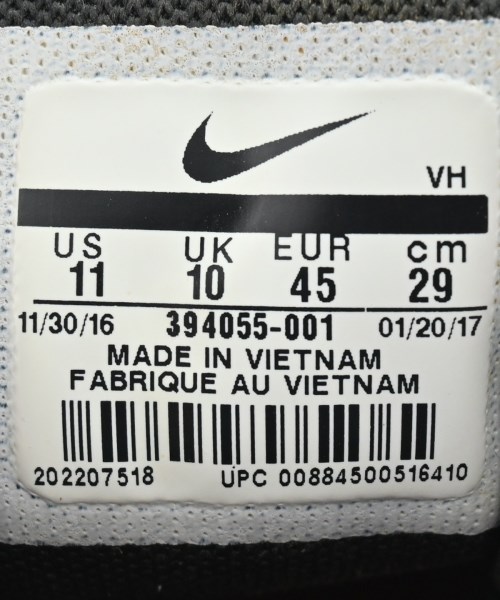 VH
US UK EUR cm
11 10 45 29
11/30/16 394055-001 01/20/17
MADE IN VIETNAM
FABRIQUE AU VIETNAM
202207518 UPC 00884500516410